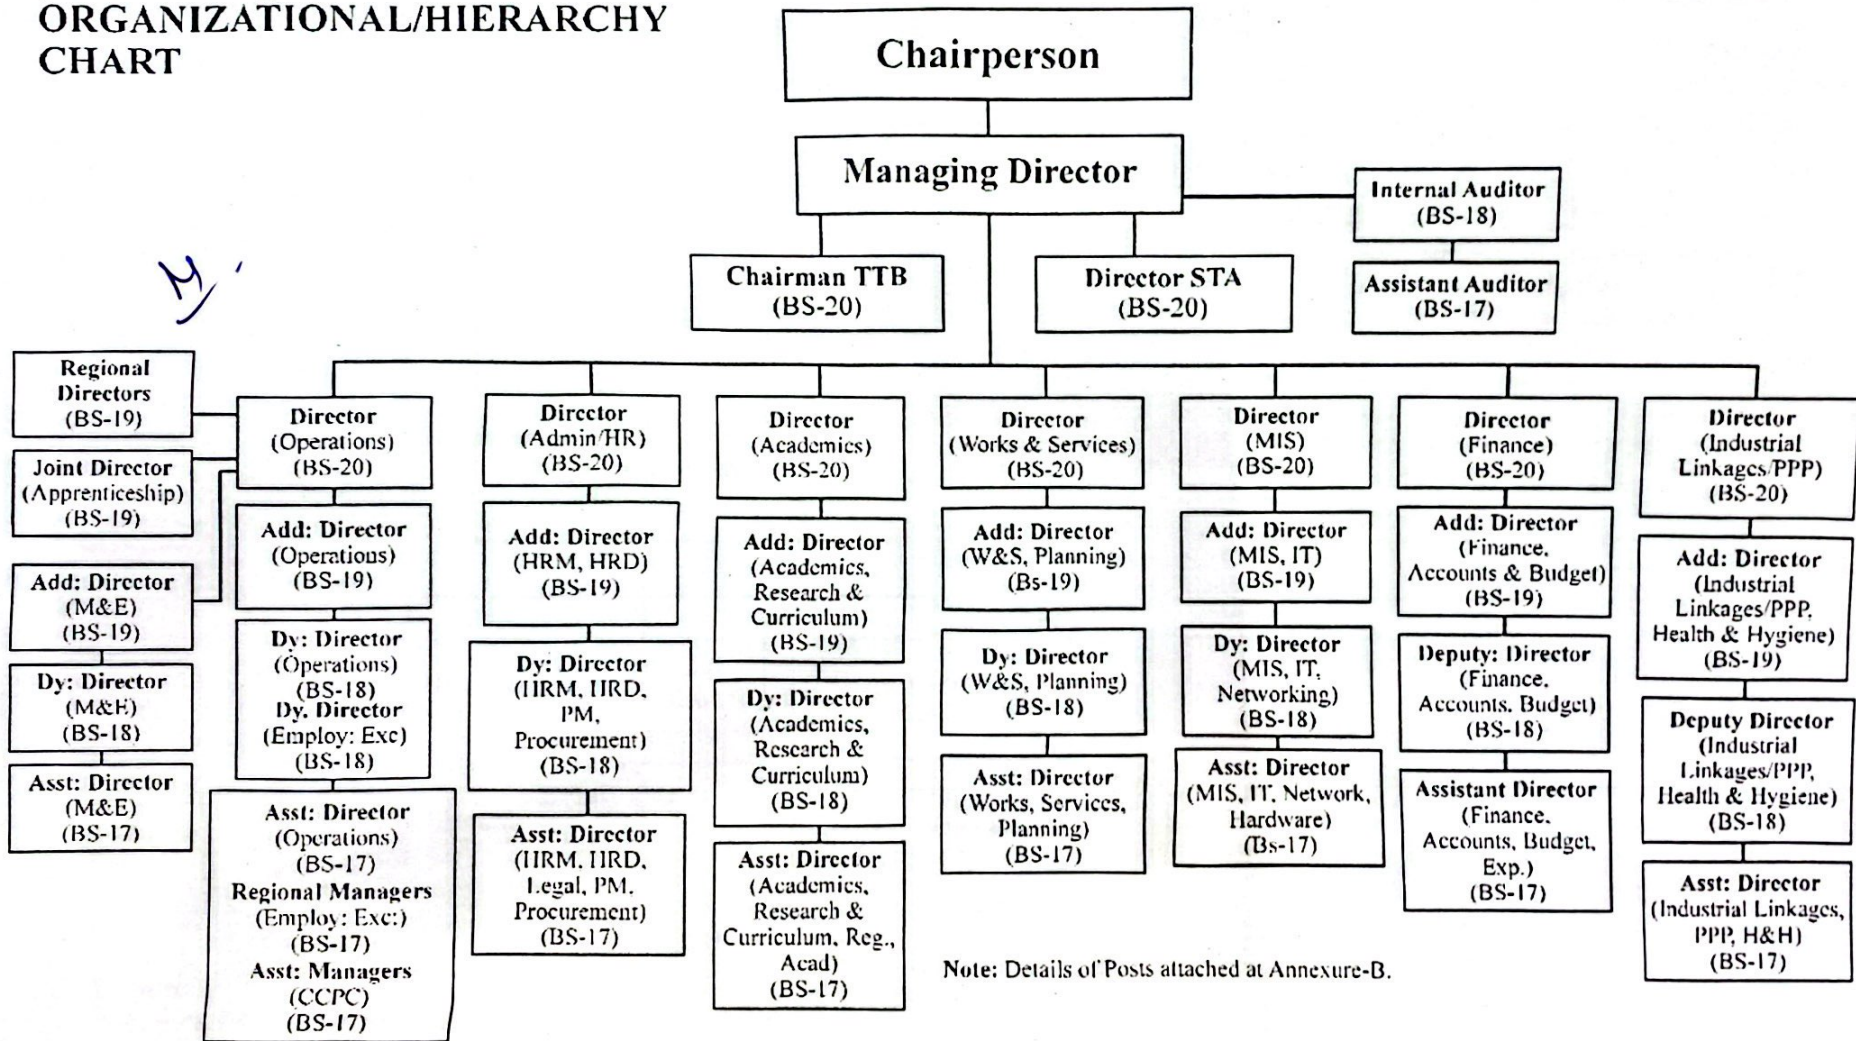 ORGANIZATIONAL/HIERARCHY
CHART
Chairperson
Managing Director
Internal Auditor
(BS-18)
Assistant Auditor
(BS-17)
Chairman TTB
(BS-20)
Director STA
(BS-20)
Regional
Directors
(BS-19)
Joint Director
(Apprenticeship)
(BS-19)
Add: Director
(M&E)
(BS-19)
Dy: Director
(M&E)
(BS-18)
Asst: Director
(M&E)
(BS-17)
Director
(Operations)
(BS-20)
Add: Director
(Operations)
(BS-19)
Dy: Director
(Operations)
(BS-18)
Dy. Director
(Employ: Exc)
(BS-18)
Asst: Director
(Operations)
(BS-17)
Regional Managers
(Employ: Exc:)
(BS-17)
Asst: Managers
(CCPC)
(BS-17)
Director
(Admin/HR)
(BS-20)
Add: Director
(HRM, HRD)
(BS-19)
Dy: Director
(HRM, HRD,
PM,
Procurement)
(BS-18)
Asst: Director
(HRM, HRD,
Legal, PM,
Procurement)
(BS-17)
Director
(Academics)
(BS-20)
Add: Director
(Academics,
Research &
Curriculum)
(BS-19)
Dy: Director
(Academics,
Research &
Curriculum)
(BS-18)
Asst: Director
(Academics,
Research &
Curriculum, Reg.,
Acad)
(BS-17)
Director
(Works & Services)
(BS-20)
Add: Director
(W&S, Planning)
(Bs-19)
Dy: Director
(W&S, Planning)
(BS-18)
Asst: Director
(Works, Services,
Planning)
(BS-17)
Director
(MIS)
(BS-20)
Add: Director
(MIS, IT)
(BS-19)
Dy: Director
(MIS, IT,
Networking)
(BS-18)
Asst: Director
(MIS, IT, Network,
Hardware)
(Bs-17)
Director
(Finance)
(BS-20)
Add: Director
(Finance,
Accounts & Budget)
(BS-19)
Deputy: Director
(Finance,
Accounts, Budget)
(BS-18)
Assistant Director
(Finance,
Accounts, Budget,
Exp.)
(BS-17)
Director
(Industrial
Linkages/PPP)
(BS-20)
Add: Director
(Industrial
Linkages/PPP,
Health & Hygiene)
(BS-19)
Deputy Director
(Industrial
Linkages/PPP,
Health & Hygiene)
(BS-18)
Asst: Director
(Industrial Linkages,
PPP, H&H)
(BS-17)
Note: Details of Posts attached at Annexure-B.